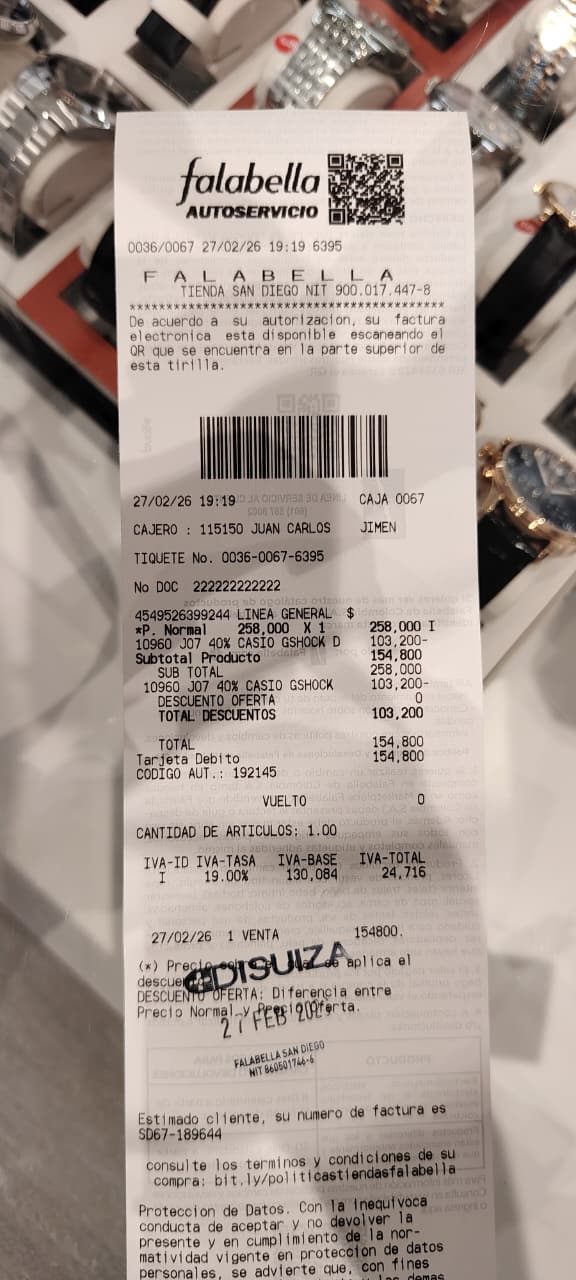 falabella
AUTOSERVICIO
0036/0067 27/02/26 19:19 6395
F A L A B E L L A
TIENDA SAN DIEGO NIT 900.017.447-8
******************************************
De acuerdo a su autorizacion, su factura
electronica esta disponible escaneando el
QR que se encuentra en la parte superior de
esta tirilla.
27/02/26 19:19 CAJA 0067
CAJERO : 115150 JUAN CARLOS JIMEN
TIQUETE No. 0036-0067-6395
No DOC 222222222222
4549526399244 LINEA GENERAL $
*P. Normal 258,000 X 1 258,000 I
10960 J07 40% CASIO GSHOCK D 103,200-
Subtotal Producto 154,800
SUB TOTAL 258,000
10960 J07 40% CASIO GSHOCK 103,200-
DESCUENTO OFERTA 0
TOTAL DESCUENTOS 103,200
TOTAL 154,800
Tarjeta Debito 154,800
CODIGO AUT.: 192145
VUELTO 0
CANTIDAD DE ARTICULOS: 1.00
IVA-ID IVA-TASA IVA-BASE IVA-TOTAL
I 19.00% 130,084 24,716
27/02/26 1 VENTA 154800.
(*) Precio se aplica el
DISUIZA
DESCUENTO OFERTA: Diferencia entre
Precio Normal y Precio Oferta.
FEB
FALABELLA SAN DIEGO
NIT 860501746-6
Estimado cliente, su numero de factura es
SD67-189644
consulte los terminos y condiciones de su
compra: bit.ly/politicastiendasfalabella
Proteccion de Datos. Con la inequivoca
conducta de aceptar y no devolver la
presente y en cumplimiento de la nor-
matividad vigente en proteccion de datos
personales, se advierte que, con fines